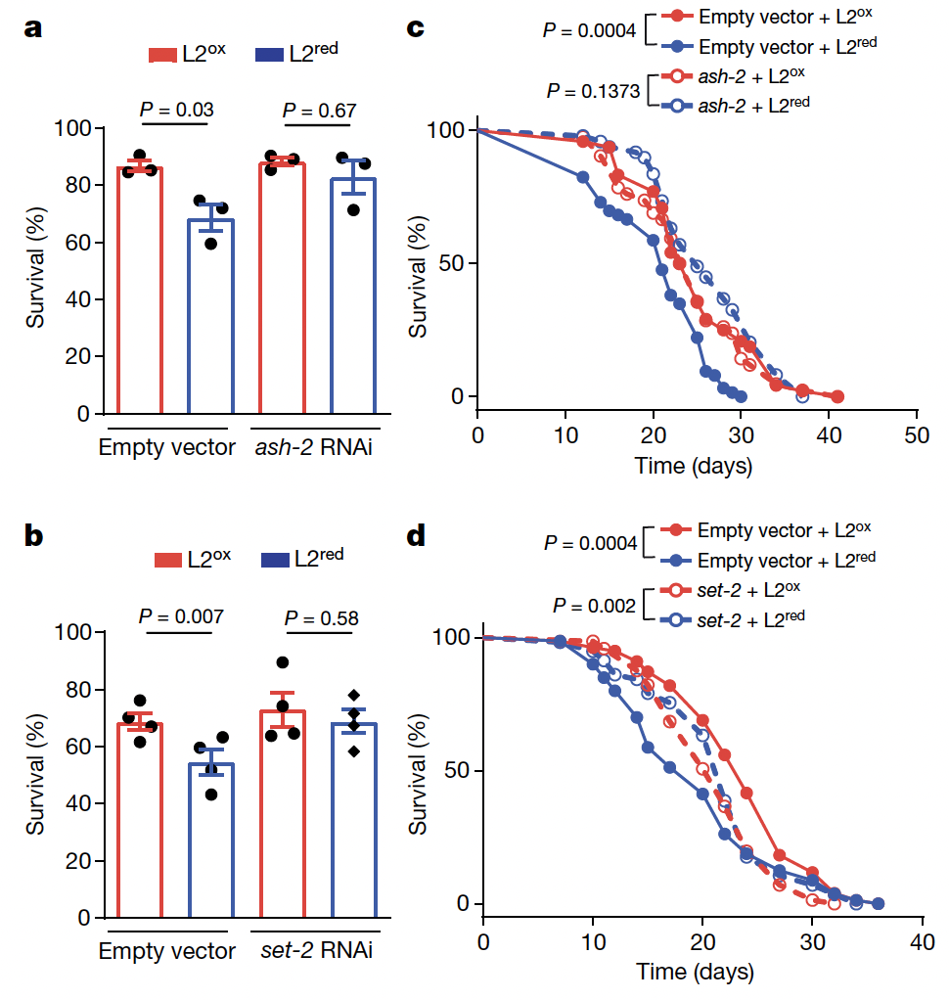 a
L2ox L2red
P = 0.03 P = 0.67
Survival (%)
100
80
60
40
20
0
Empty vector ash-2 RNAi
c
Empty vector + L2ox
P = 0.0004
Empty vector + L2red
ash-2 + L2ox
P = 0.1373
ash-2 + L2red
Survival (%)
100
50
0
0 10 20 30 40 50
Time (days)
b
L2ox L2red
P = 0.007 P = 0.58
Survival (%)
100
80
60
40
20
0
Empty vector set-2 RNAi
d
Empty vector + L2ox
P = 0.0004
Empty vector + L2red
set-2 + L2ox
P = 0.002
set-2 + L2red
Survival (%)
100
50
0
0 10 20 30 40
Time (days)